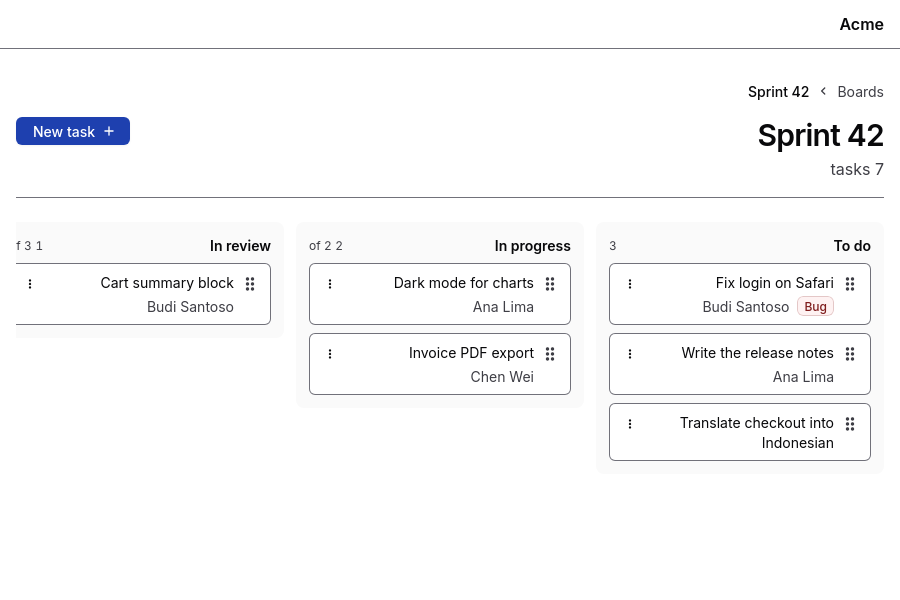 Acme
Boards
Sprint 42
Sprint 42
tasks 7
New task
To do
3
Fix login on Safari
Bug
Budi Santoso
Write the release notes
Ana Lima
Translate checkout into
Indonesian
In progress
of 2 2
Dark mode for charts
Ana Lima
Invoice PDF export
Chen Wei
In review
f 3 1
Cart summary block
Budi Santoso